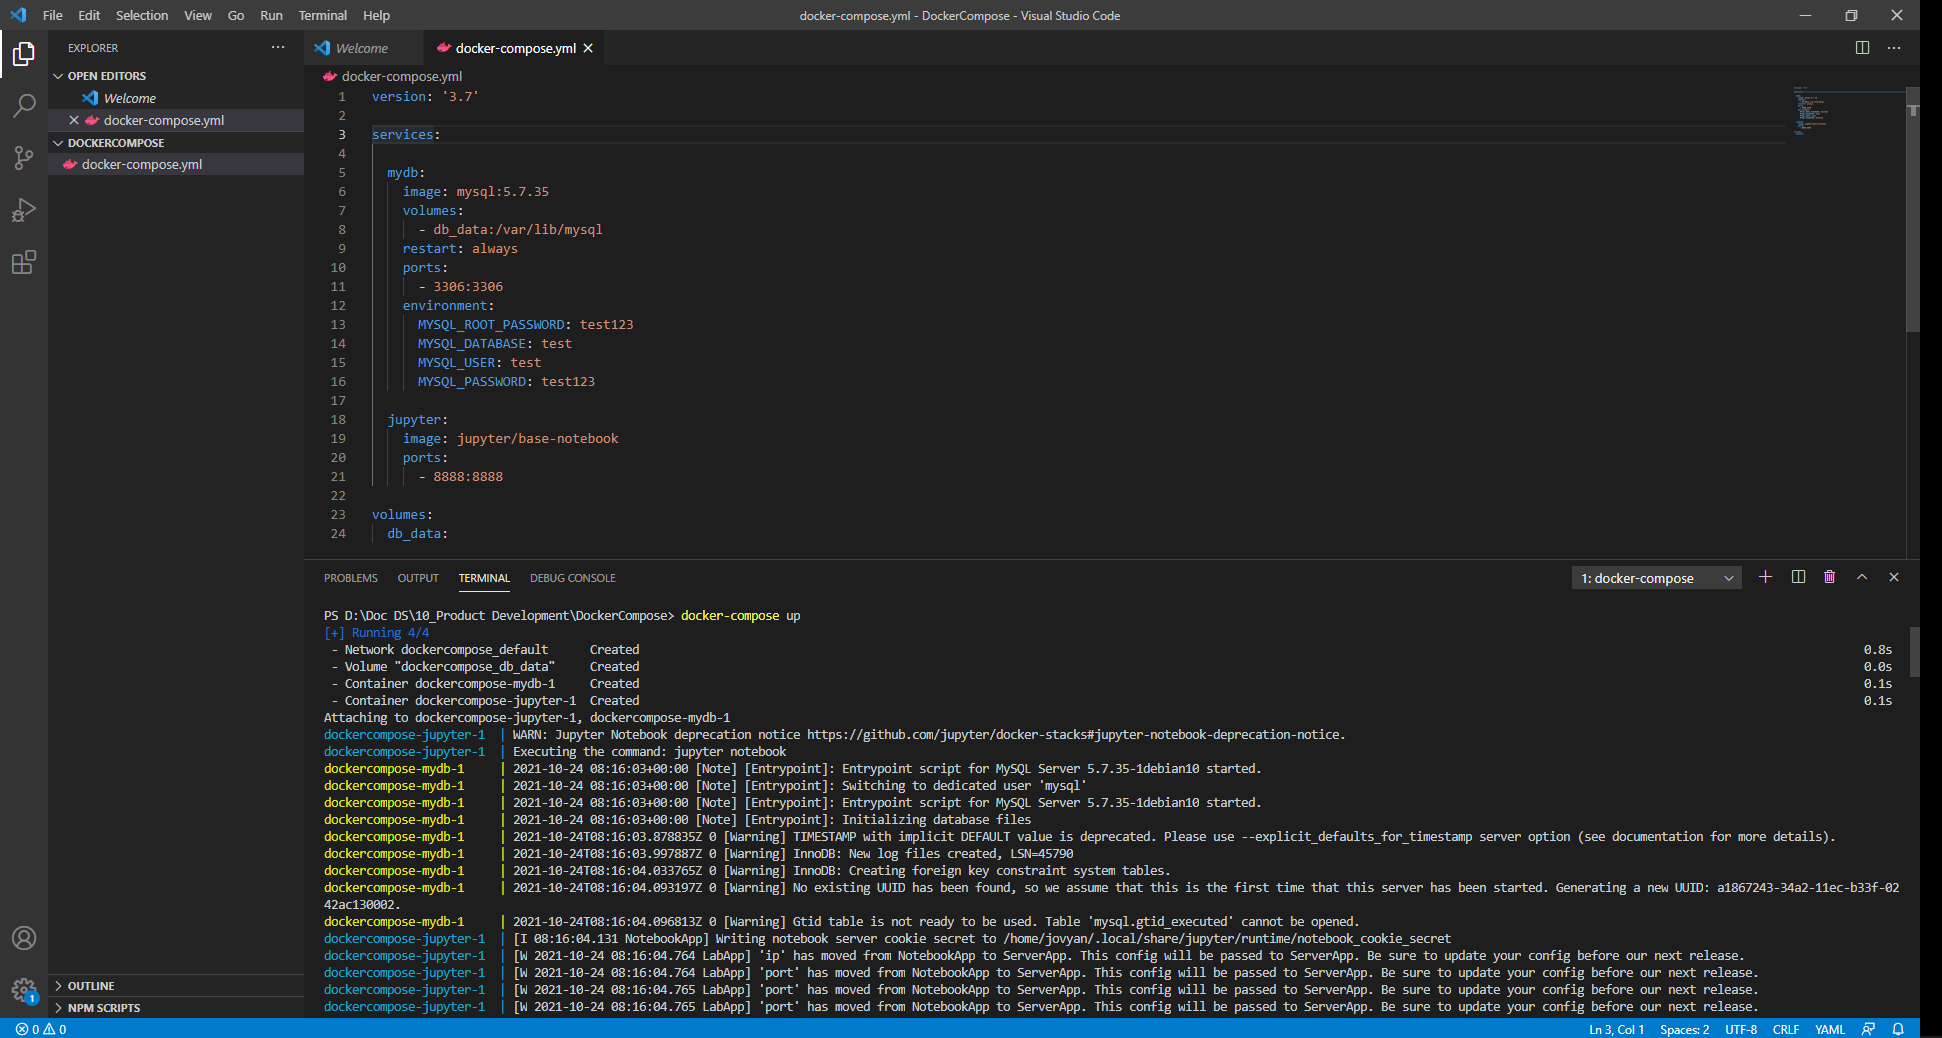 File Edit Selection View Go Run Terminal Help
docker-compose.yml - DockerCompose - Visual Studio Code
EXPLORER
OPEN EDITORS
Welcome
docker-compose.yml
DOCKERCOMPOSE
docker-compose.yml
OUTLINE
NPM SCRIPTS
1
Welcome
docker-compose.yml
docker-compose.yml
1 version: '3.7'
2
3 services:
4
5 mydb:
6 image: mysql:5.7.35
7 volumes:
8 - db_data:/var/lib/mysql
9 restart: always
10 ports:
11 - 3306:3306
12 environment:
13 MYSQL_ROOT_PASSWORD: test123
14 MYSQL_DATABASE: test
15 MYSQL_USER: test
16 MYSQL_PASSWORD: test123
17
18 jupyter:
19 image: jupyter/base-notebook
20 ports:
21 - 8888:8888
22
23 volumes:
24 db_data:
PROBLEMS OUTPUT TERMINAL DEBUG CONSOLE
1: docker-compose
PS D:\Doc DS\10_Product Development\DockerCompose> docker-compose up
[+] Running 4/4
- Network dockercompose_default Created 0.8s
- Volume "dockercompose_db_data" Created 0.0s
- Container dockercompose-mydb-1 Created 0.1s
- Container dockercompose-jupyter-1 Created 0.1s
Attaching to dockercompose-jupyter-1, dockercompose-mydb-1
dockercompose-jupyter-1 | WARN: Jupyter Notebook deprecation notice https://github.com/jupyter/docker-stacks#jupyter-notebook-deprecation-notice.
dockercompose-jupyter-1 | Executing the command: jupyter notebook
dockercompose-mydb-1 | 2021-10-24 08:16:03+00:00 [Note] [Entrypoint]: Entrypoint script for MySQL Server 5.7.35-1debian10 started.
dockercompose-mydb-1 | 2021-10-24 08:16:03+00:00 [Note] [Entrypoint]: Switching to dedicated user 'mysql'
dockercompose-mydb-1 | 2021-10-24 08:16:03+00:00 [Note] [Entrypoint]: Entrypoint script for MySQL Server 5.7.35-1debian10 started.
dockercompose-mydb-1 | 2021-10-24 08:16:03+00:00 [Note] [Entrypoint]: Initializing database files
dockercompose-mydb-1 | 2021-10-24T08:16:03.878835Z 0 [Warning] TIMESTAMP with implicit DEFAULT value is deprecated. Please use --explicit_defaults_for_timestamp server option (see documentation for more details).
dockercompose-mydb-1 | 2021-10-24T08:16:03.997887Z 0 [Warning] InnoDB: New log files created, LSN=45790
dockercompose-mydb-1 | 2021-10-24T08:16:04.033765Z 0 [Warning] InnoDB: Creating foreign key constraint system tables.
dockercompose-mydb-1 | 2021-10-24T08:16:04.093197Z 0 [Warning] No existing UUID has been found, so we assume that this is the first time that this server has been started. Generating a new UUID: a1867243-34a2-11ec-b33f-02
42ac130002.
dockercompose-mydb-1 | 2021-10-24T08:16:04.096813Z 0 [Warning] Gtid table is not ready to be used. Table 'mysql.gtid_executed' cannot be opened.
dockercompose-jupyter-1 | [I 08:16:04.131 NotebookApp] Writing notebook server cookie secret to /home/jovyan/.local/share/jupyter/runtime/notebook_cookie_secret
dockercompose-jupyter-1 | [W 2021-10-24 08:16:04.764 LabApp] 'ip' has moved from NotebookApp to ServerApp. This config will be passed to ServerApp. Be sure to update your config before our next release.
dockercompose-jupyter-1 | [W 2021-10-24 08:16:04.764 LabApp] 'port' has moved from NotebookApp to ServerApp. This config will be passed to ServerApp. Be sure to update your config before our next release.
dockercompose-jupyter-1 | [W 2021-10-24 08:16:04.765 LabApp] 'port' has moved from NotebookApp to ServerApp. This config will be passed to ServerApp. Be sure to update your config before our next release.
dockercompose-jupyter-1 | [W 2021-10-24 08:16:04.765 LabApp] 'port' has moved from NotebookApp to ServerApp. This config will be passed to ServerApp. Be sure to update your config before our next release.
0 0
Ln 3, Col 1 Spaces: 2 UTF-8 CRLF YAML